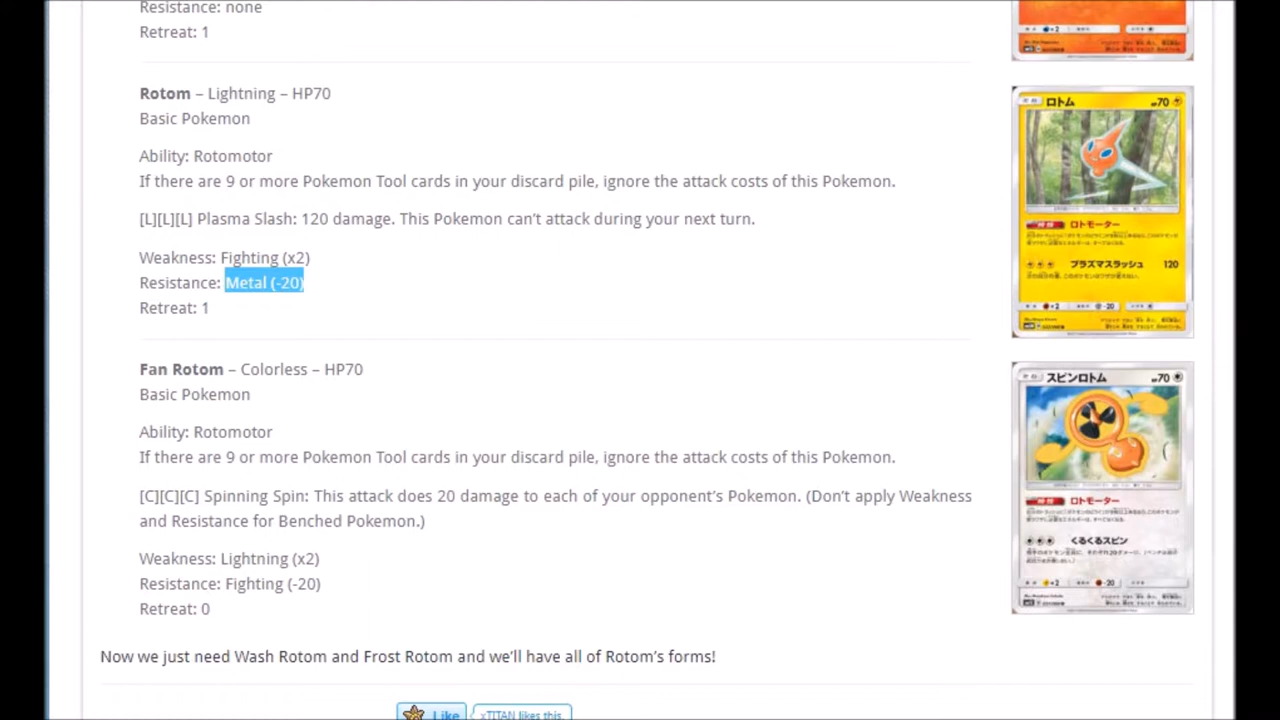 Resistance: none
Retreat: 1
Rotom – Lightning – HP70
Basic Pokemon
Ability: Rotomotor
If there are 9 or more Pokemon Tool cards in your discard pile, ignore the attack costs of this Pokemon.
[L][L][L] Plasma Slash: 120 damage. This Pokemon can't attack during your next turn.
Weakness: Fighting (x2)
Resistance: Metal (-20)
Retreat: 1
ロトム 70
ロトモーター
プラズマスラッシュ 120
×2 -20
Fan Rotom – Colorless – HP70
Basic Pokemon
Ability: Rotomotor
If there are 9 or more Pokemon Tool cards in your discard pile, ignore the attack costs of this Pokemon.
[C][C][C] Spinning Spin: This attack does 20 damage to each of your opponent's Pokemon. (Don't apply Weakness
and Resistance for Benched Pokemon.)
Weakness: Lightning (x2)
Resistance: Fighting (-20)
Retreat: 0
スピンロトム 70
ロトモーター
くるくるスピン
×2 -20
Now we just need Wash Rotom and Frost Rotom and we'll have all of Rotom's forms!
Like xTITAN likes this.